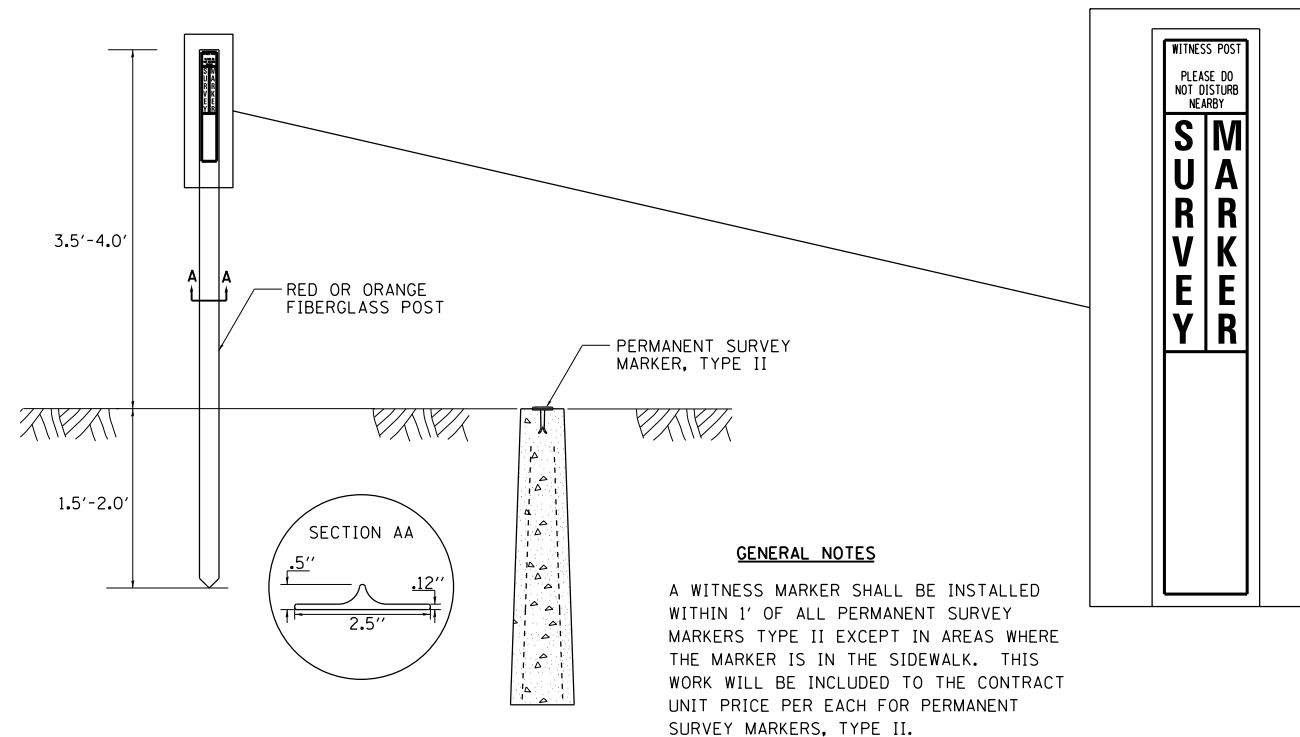 WITNESS POST
PLEASE DO
NOT DISTURB
NEARBY
SURVEY
MARKER
3.5'-4.0'
A A
RED OR ORANGE
FIBERGLASS POST
PERMANENT SURVEY
MARKER, TYPE II
1.5'-2.0'
SECTION AA
.5''
.12''
2.5''
GENERAL NOTES
A WITNESS MARKER SHALL BE INSTALLED
WITHIN 1' OF ALL PERMANENT SURVEY
MARKERS TYPE II EXCEPT IN AREAS WHERE
THE MARKER IS IN THE SIDEWALK. THIS
WORK WILL BE INCLUDED TO THE CONTRACT
UNIT PRICE PER EACH FOR PERMANENT
SURVEY MARKERS, TYPE II.